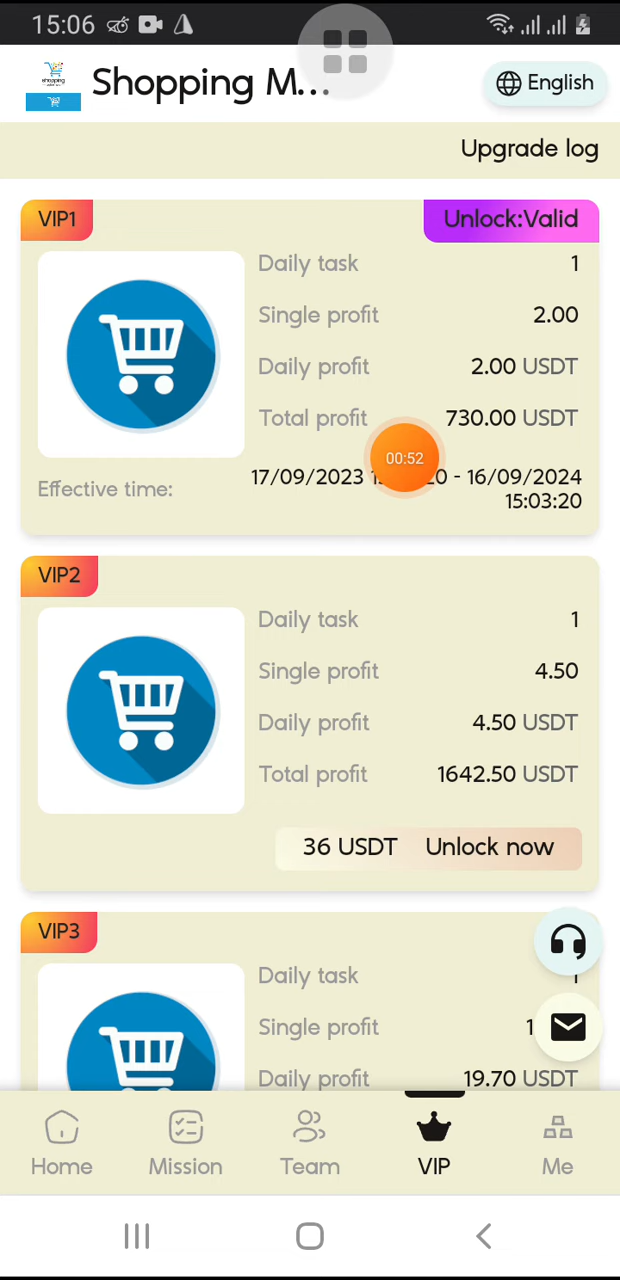 15:06
Shopping M...
English
Upgrade log
VIP1
Unlock:Valid
Daily task 1
Single profit 2.00
Daily profit 2.00 USDT
Total profit 730.00 USDT
00:52
Effective time: 17/09/2023 - 16/09/2024
15:03:20
VIP2
Daily task 1
Single profit 4.50
Daily profit 4.50 USDT
Total profit 1642.50 USDT
36 USDT Unlock now
VIP3
Daily task
Single profit
Daily profit 19.70 USDT
Home Mission Team VIP Me